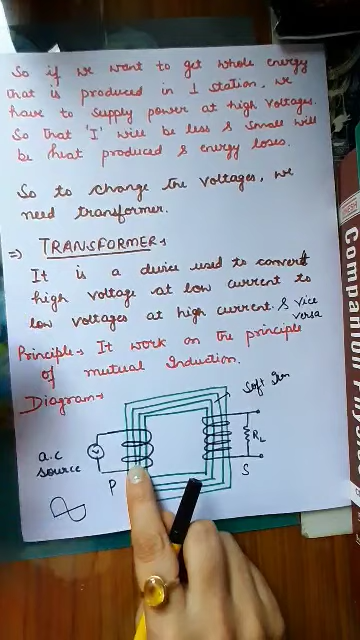 So if we want to get whole energy
that is produced in 1 station, we
have to supply power at high voltages.
So that 'I' will be less & small will
be heat produced & energy loses.
So to change the voltages, we
need transformer.
⇒ TRANSFORMER:
It is a device used to convert
high voltage at low current to
low voltages at high current. & vice
versa
Principle:- It work on the principle
of mutual Induction.
Diagram:-
Soft Iron
a.c
source
RL
P
S
Companion